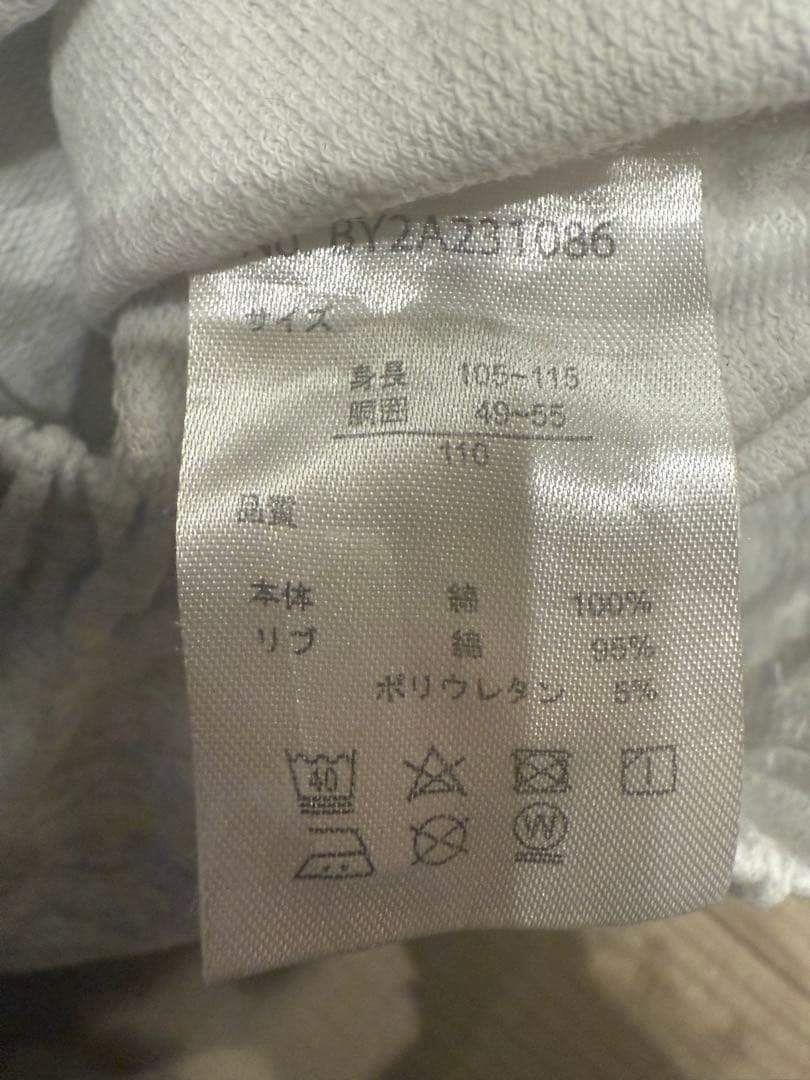 No. BY2A231086
サイズ
身長 105~115
胴囲 49~55
110
品質
本体 綿 100%
リブ 綿 95%
ポリウレタン 5%
40
W